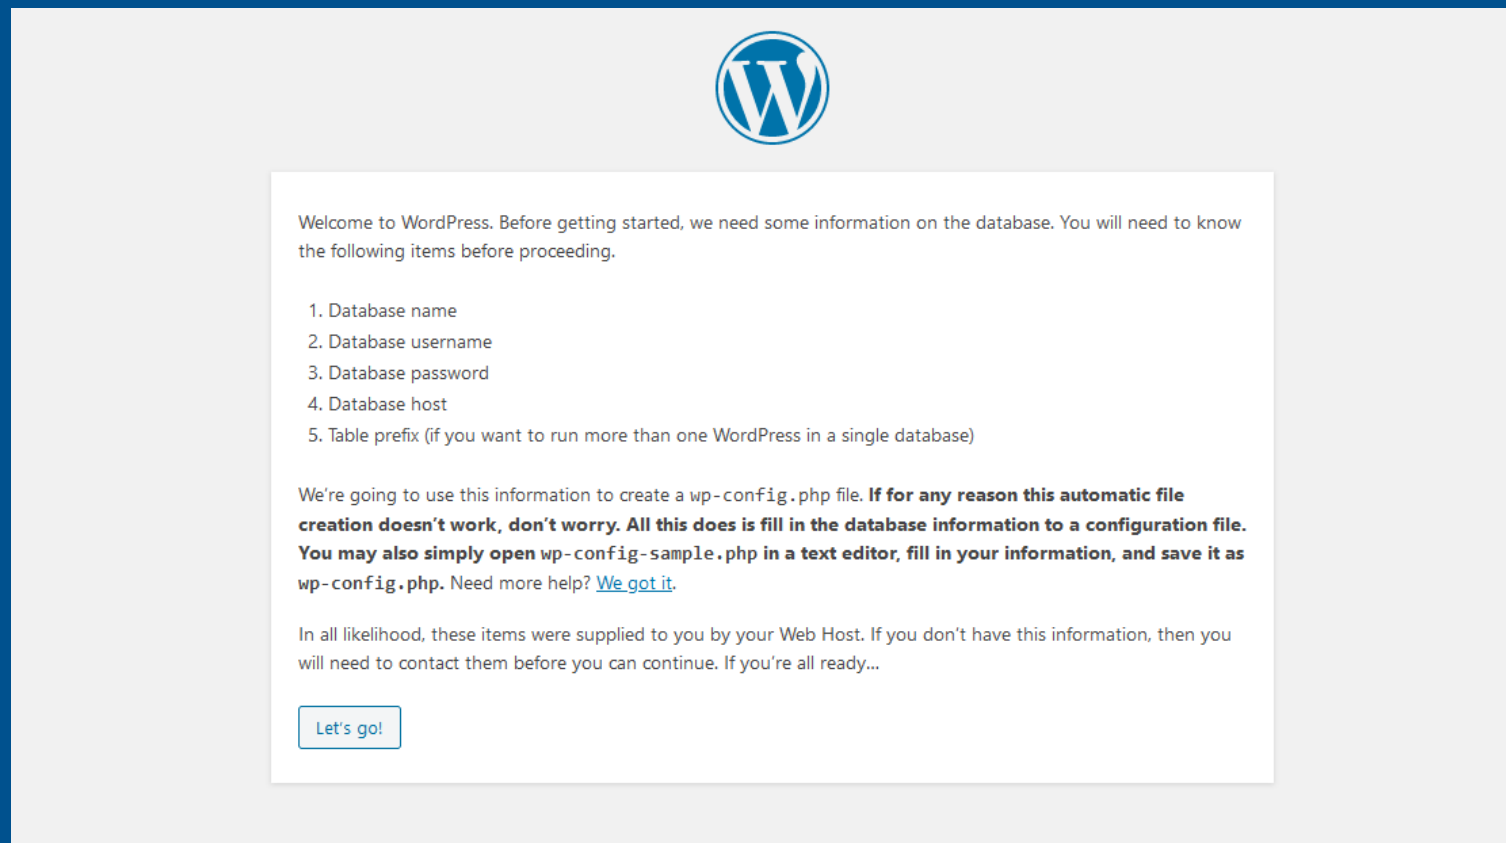 Welcome to WordPress. Before getting started, we need some information on the database. You will need to know
the following items before proceeding.
1. Database name
2. Database username
3. Database password
4. Database host
5. Table prefix (if you want to run more than one WordPress in a single database)
We're going to use this information to create a wp-config.php file. If for any reason this automatic file
creation doesn't work, don't worry. All this does is fill in the database information to a configuration file.
You may also simply open wp-config-sample.php in a text editor, fill in your information, and save it as
wp-config.php. Need more help? We got it.
In all likelihood, these items were supplied to you by your Web Host. If you don't have this information, then you
will need to contact them before you can continue. If you're all ready…
Let's go!